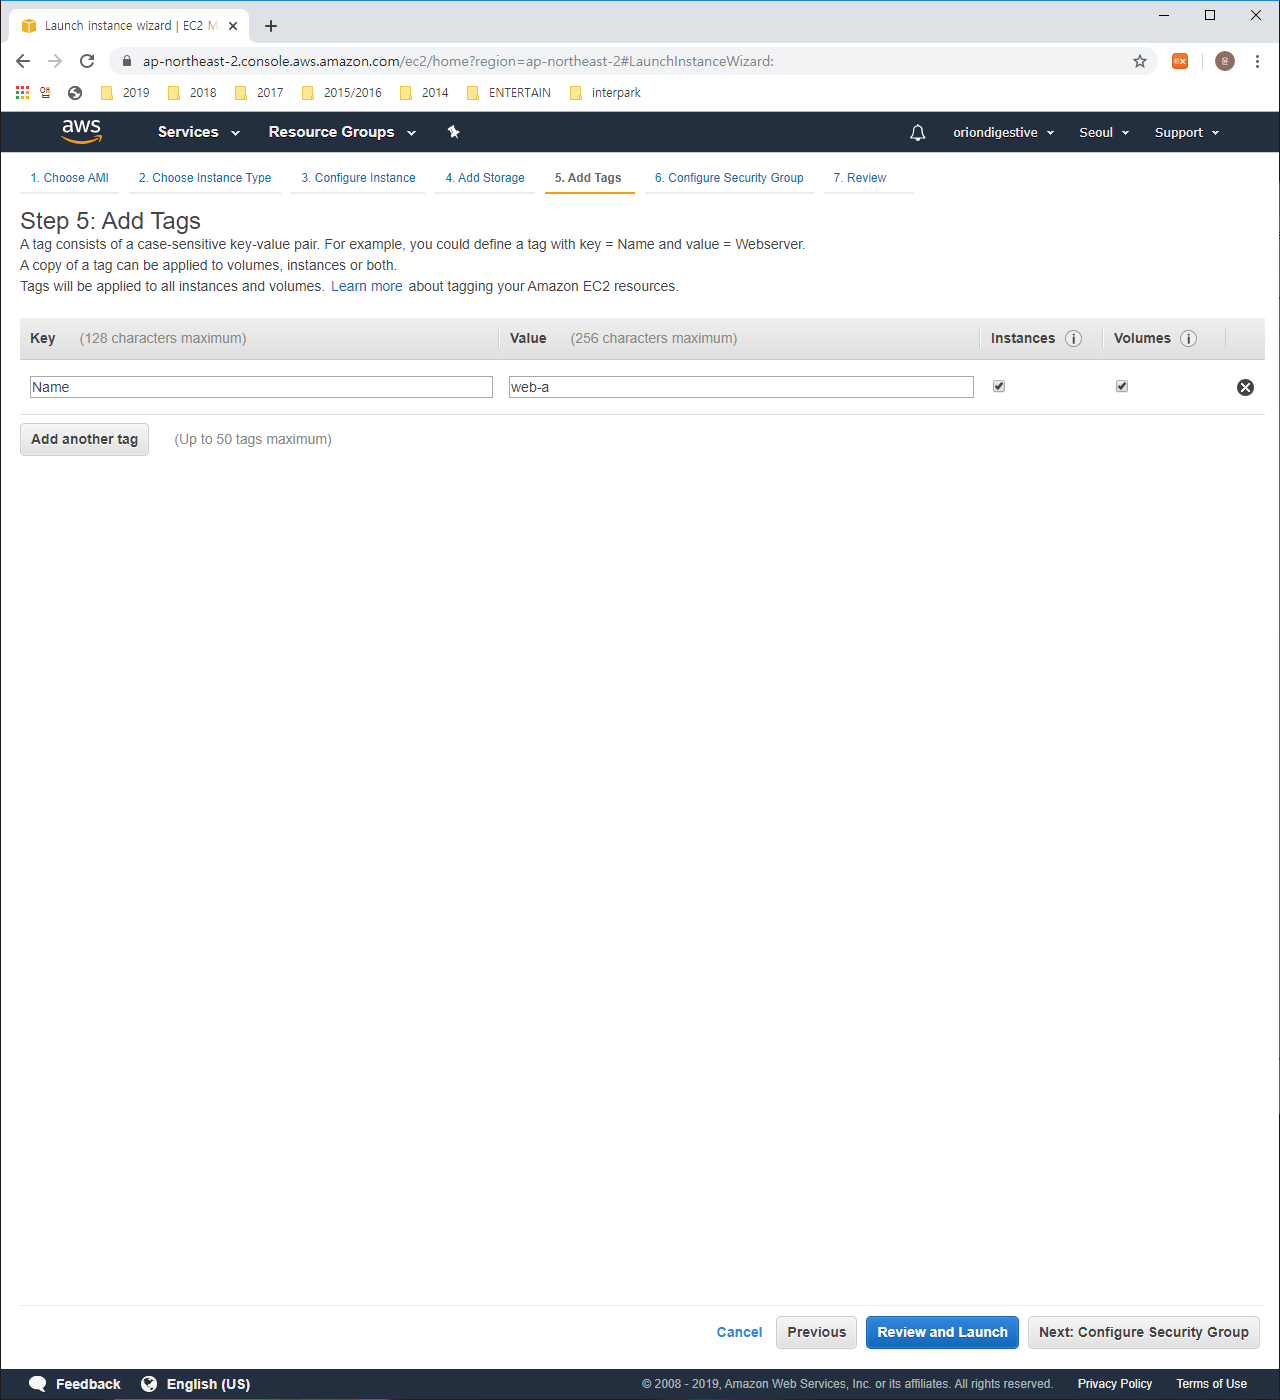 Launch instance wizard | EC2 M
ap-northeast-2.console.aws.amazon.com/ec2/home?region=ap-northeast-2#LaunchInstanceWizard:
앱 2019 2018 2017 2015/2016 2014 ENTERTAIN interpark
aws Services Resource Groups oriondigestive Seoul Support
1. Choose AMI 2. Choose Instance Type 3. Configure Instance 4. Add Storage 5. Add Tags 6. Configure Security Group 7. Review
Step 5: Add Tags
A tag consists of a case-sensitive key-value pair. For example, you could define a tag with key = Name and value = Webserver.
A copy of a tag can be applied to volumes, instances or both.
Tags will be applied to all instances and volumes. Learn more about tagging your Amazon EC2 resources.
Key (128 characters maximum) Value (256 characters maximum) Instances Volumes
Name web-a
Add another tag (Up to 50 tags maximum)
Cancel Previous Review and Launch Next: Configure Security Group
Feedback English (US) © 2008 - 2019, Amazon Web Services, Inc. or its affiliates. All rights reserved. Privacy Policy Terms of Use